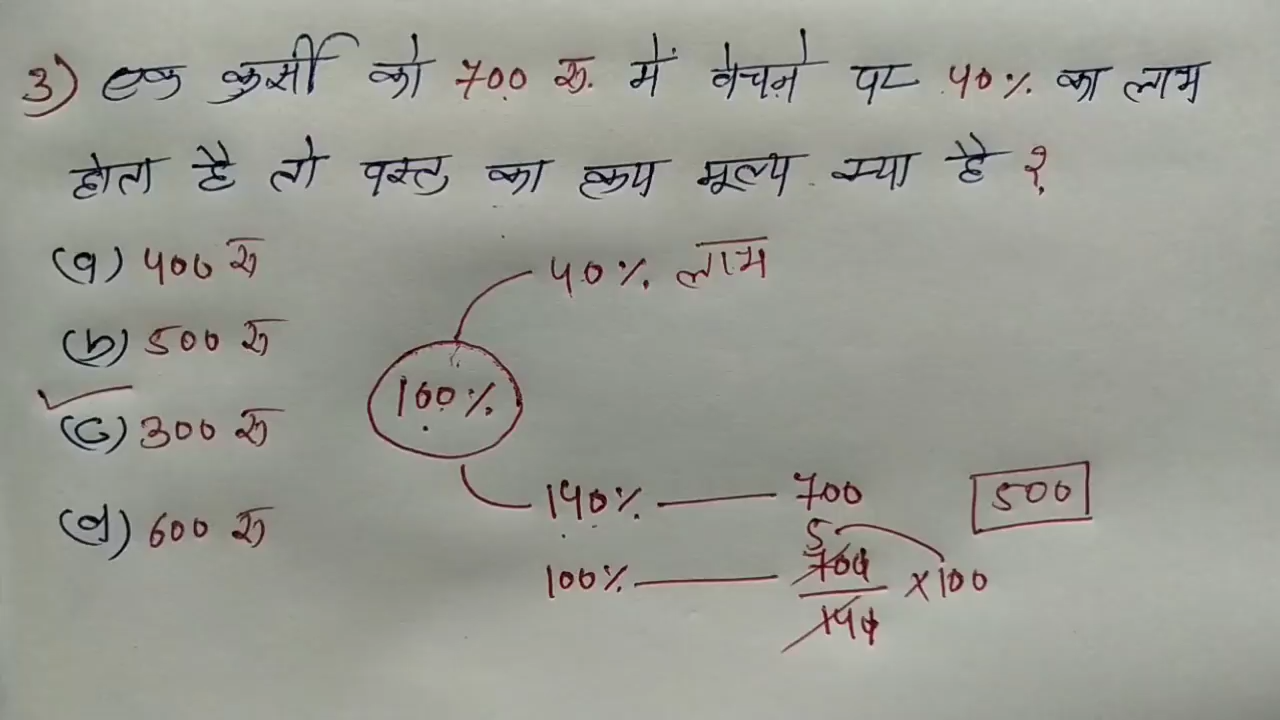 3) एक कुर्सी को 700 रु. में बेचने पर 40% का लाभ
होता है तो वस्तु का क्रय मूल्य क्या है ?
(a) 400 रु
(b) 500 रु
(c) 300 रु
(d) 600 रु
40% लाभ
100%
140% — 700
100% — 700/140 × 100
5
500